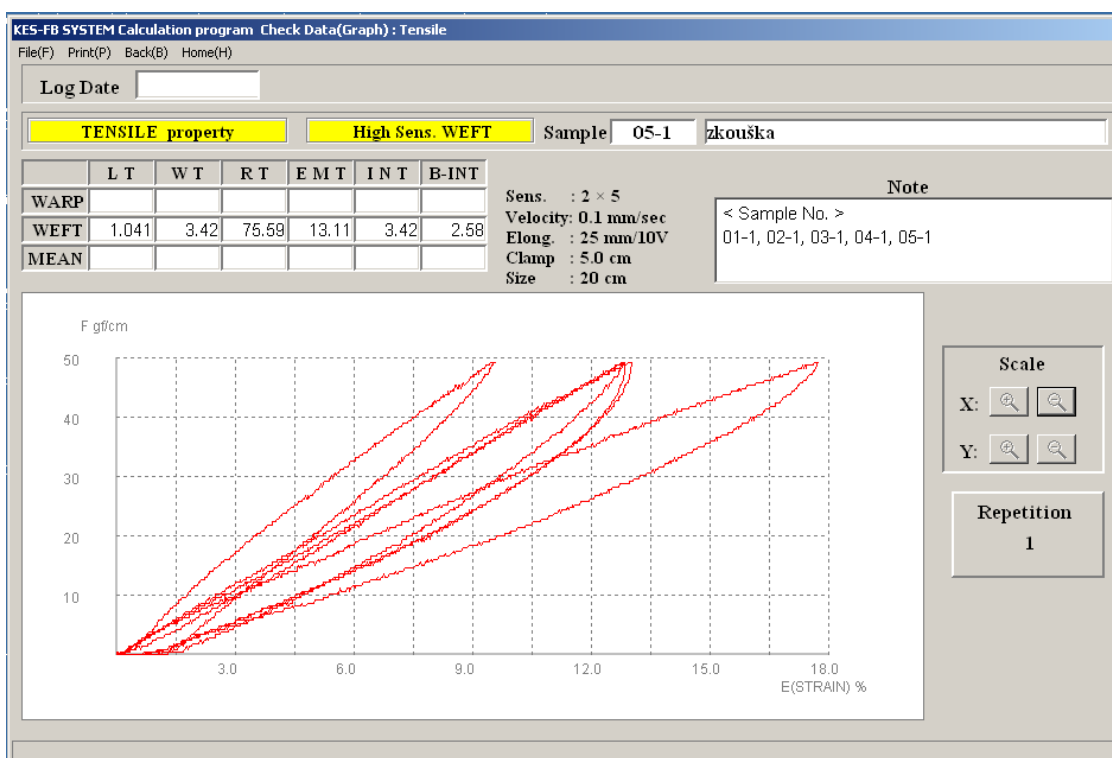 KES-FB SYSTEM Calculation program Check Data(Graph) : Tensile
File(F) Print(P) Back(B) Home(H)
Log Date
TENSILE property High Sens. WEFT Sample 05-1 zkouška
L T W T R T E M T I N T B-INT
WARP
WEFT 1.041 3.42 75.59 13.11 3.42 2.58
MEAN
Sens. : 2 × 5
Velocity: 0.1 mm/sec
Elong. : 25 mm/10V
Clamp : 5.0 cm
Size : 20 cm
Note
< Sample No. >
01-1, 02-1, 03-1, 04-1, 05-1
F gf/cm
50
40
30
20
10
3.0 6.0 9.0 12.0 15.0 18.0
E(STRAIN) %
Scale
X:
Y:
Repetition
1